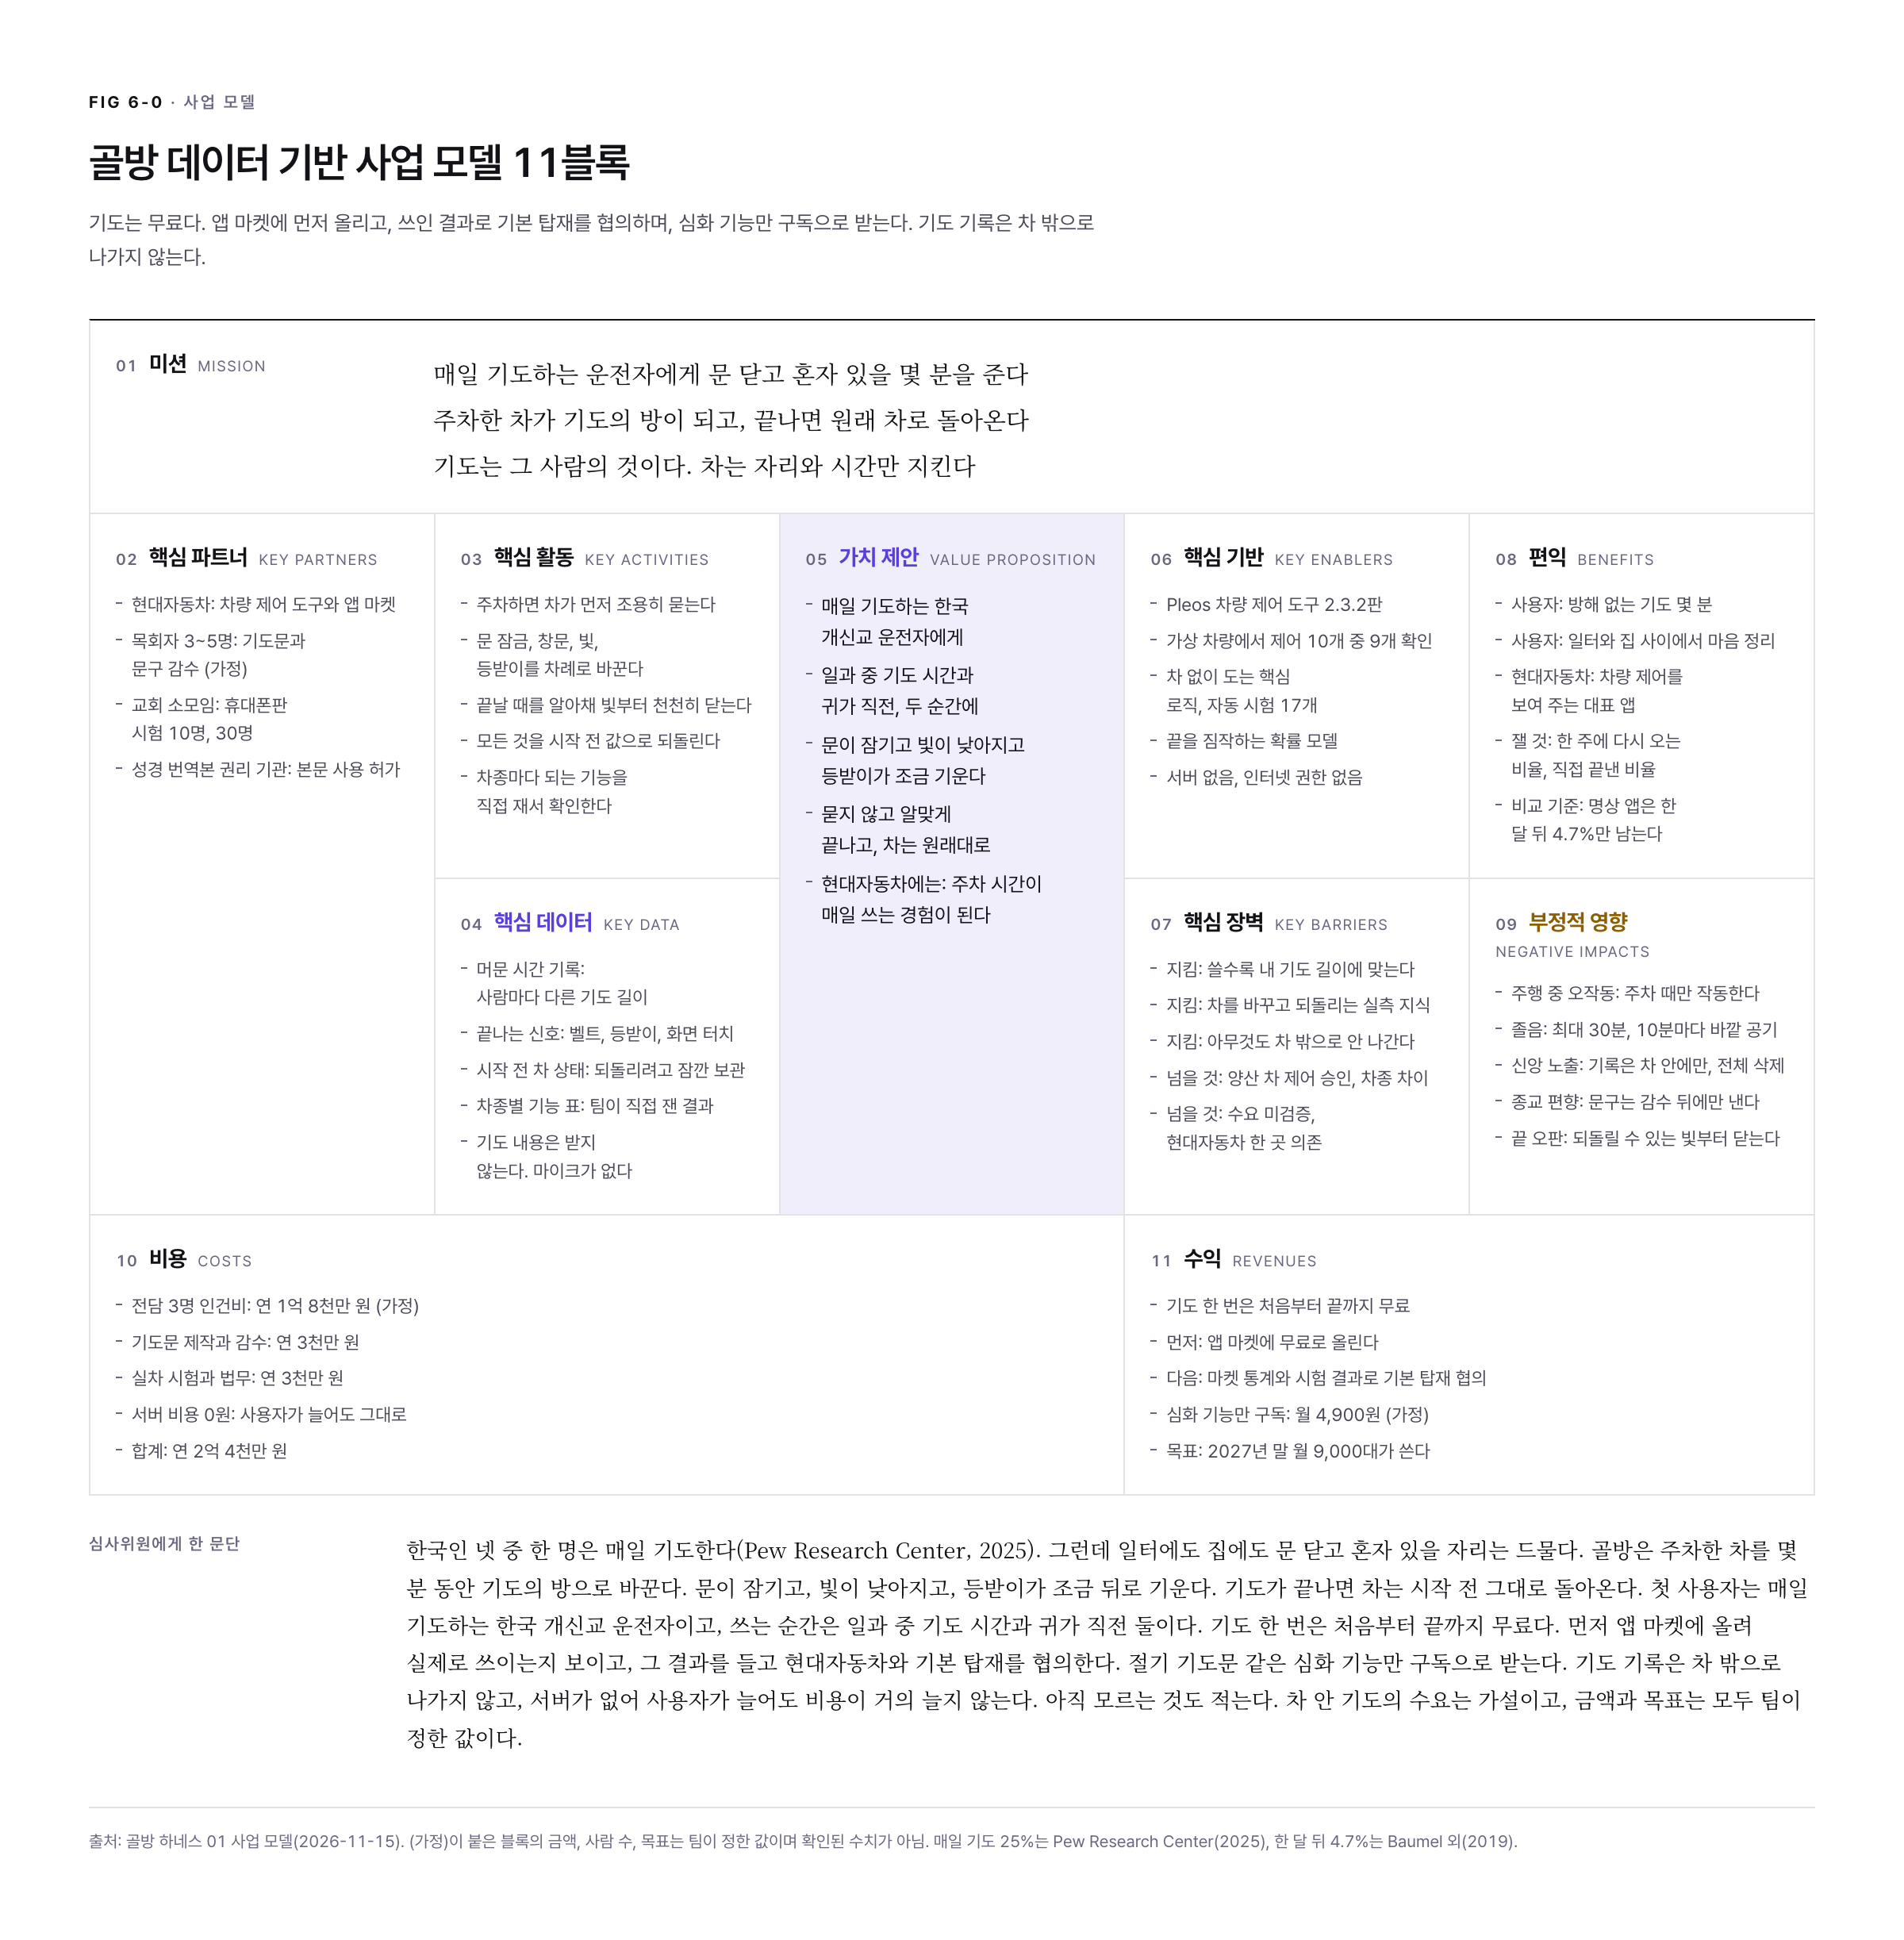 FIG 6-0 · 사업 모델
골방 데이터 기반 사업 모델 11블록
기도는 무료다. 앱 마켓에 먼저 올리고, 쓰인 결과로 기본 탑재를 협의하며, 심화 기능만 구독으로 받는다. 기도 기록은 차 밖으로
나가지 않는다.
01 미션 MISSION
매일 기도하는 운전자에게 문 닫고 혼자 있을 몇 분을 준다
주차한 차가 기도의 방이 되고, 끝나면 원래 차로 돌아온다
기도는 그 사람의 것이다. 차는 자리와 시간만 지킨다
02 핵심 파트너 KEY PARTNERS
- 현대자동차: 차량 제어 도구와 앱 마켓
- 목회자 3~5명: 기도문과
문구 감수 (가정)
- 교회 소모임: 휴대폰판
시험 10명, 30명
- 성경 번역본 권리 기관: 본문 사용 허가
03 핵심 활동 KEY ACTIVITIES
- 주차하면 차가 먼저 조용히 묻는다
- 문 잠금, 창문, 빛,
등받이를 차례로 바꾼다
- 끝날 때를 알아채 빛부터 천천히 닫는다
- 모든 것을 시작 전 값으로 되돌린다
- 차종마다 되는 기능을
직접 재서 확인한다
04 핵심 데이터 KEY DATA
- 머문 시간 기록:
사람마다 다른 기도 길이
- 끝나는 신호: 벨트, 등받이, 화면 터치
- 시작 전 차 상태: 되돌리려고 잠깐 보관
- 차종별 기능 표: 팀이 직접 잰 결과
- 기도 내용은 받지
않는다. 마이크가 없다
05 가치 제안 VALUE PROPOSITION
- 매일 기도하는 한국
개신교 운전자에게
- 일과 중 기도 시간과
귀가 직전, 두 순간에
- 문이 잠기고 빛이 낮아지고
등받이가 조금 기운다
- 묻지 않고 알맞게
끝나고, 차는 원래대로
- 현대자동차에는: 주차 시간이
매일 쓰는 경험이 된다
06 핵심 기반 KEY ENABLERS
- Pleos 차량 제어 도구 2.3.2판
- 가상 차량에서 제어 10개 중 9개 확인
- 차 없이 도는 핵심
로직, 자동 시험 17개
- 끝을 짐작하는 확률 모델
- 서버 없음, 인터넷 권한 없음
07 핵심 장벽 KEY BARRIERS
- 지킴: 쓸수록 내 기도 길이에 맞는다
- 지킴: 차를 바꾸고 되돌리는 실측 지식
- 지킴: 아무것도 차 밖으로 안 나간다
- 넘을 것: 양산 차 제어 승인, 차종 차이
- 넘을 것: 수요 미검증,
현대자동차 한 곳 의존
08 편익 BENEFITS
- 사용자: 방해 없는 기도 몇 분
- 사용자: 일터와 집 사이에서 마음 정리
- 현대자동차: 차량 제어를
보여 주는 대표 앱
- 잴 것: 한 주에 다시 오는
비율, 직접 끝낸 비율
- 비교 기준: 명상 앱은 한
달 뒤 4.7%만 남는다
09 부정적 영향
NEGATIVE IMPACTS
- 주행 중 오작동: 주차 때만 작동한다
- 졸음: 최대 30분, 10분마다 바깥 공기
- 신앙 노출: 기록은 차 안에만, 전체 삭제
- 종교 편향: 문구는 감수 뒤에만 낸다
- 끝 오판: 되돌릴 수 있는 빛부터 닫는다
10 비용 COSTS
- 전담 3명 인건비: 연 1억 8천만 원 (가정)
- 기도문 제작과 감수: 연 3천만 원
- 실차 시험과 법무: 연 3천만 원
- 서버 비용 0원: 사용자가 늘어도 그대로
- 합계: 연 2억 4천만 원
11 수익 REVENUES
- 기도 한 번은 처음부터 끝까지 무료
- 먼저: 앱 마켓에 무료로 올린다
- 다음: 마켓 통계와 시험 결과로 기본 탑재 협의
- 심화 기능만 구독: 월 4,900원 (가정)
- 목표: 2027년 말 월 9,000대가 쓴다
심사위원에게 한 문단
한국인 넷 중 한 명은 매일 기도한다(Pew Research Center, 2025). 그런데 일터에도 집에도 문 닫고 혼자 있을 자리는 드물다. 골방은 주차한 차를 몇
분 동안 기도의 방으로 바꾼다. 문이 잠기고, 빛이 낮아지고, 등받이가 조금 뒤로 기운다. 기도가 끝나면 차는 시작 전 그대로 돌아온다. 첫 사용자는 매일
기도하는 한국 개신교 운전자이고, 쓰는 순간은 일과 중 기도 시간과 귀가 직전 둘이다. 기도 한 번은 처음부터 끝까지 무료다. 먼저 앱 마켓에 올려
실제로 쓰이는지 보이고, 그 결과를 들고 현대자동차와 기본 탑재를 협의한다. 절기 기도문 같은 심화 기능만 구독으로 받는다. 기도 기록은 차 밖으로
나가지 않고, 서버가 없어 사용자가 늘어도 비용이 거의 늘지 않는다. 아직 모르는 것도 적는다. 차 안 기도의 수요는 가설이고, 금액과 목표는 모두 팀이
정한 값이다.
출처: 골방 하네스 01 사업 모델(2026-11-15). (가정)이 붙은 블록의 금액, 사람 수, 목표는 팀이 정한 값이며 확인된 수치가 아님. 매일 기도 25%는 Pew Research Center(2025), 한 달 뒤 4.7%는 Baumel 외(2019).